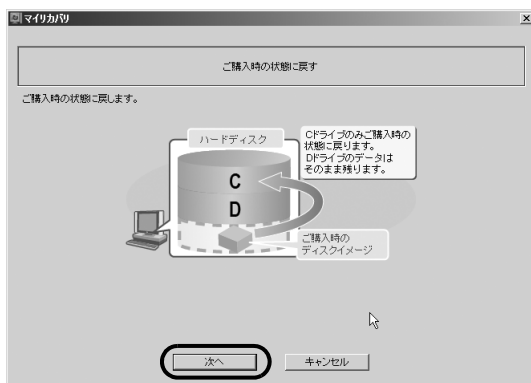 マイリカバリ
ご購入時の状態に戻す
ご購入時の状態に戻します。
ハードディスク
Cドライブのみご購入時の
状態に戻ります。
Dドライブのデータは
そのまま残ります。
C
D
ご購入時の
ディスクイメージ
次へ
キャンセル